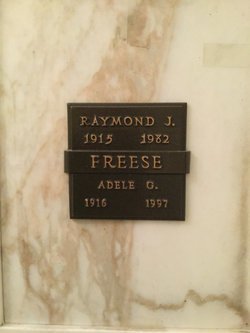 RAYMOND J.
1915 1982
FREESE
ADELE G.
1916 1997